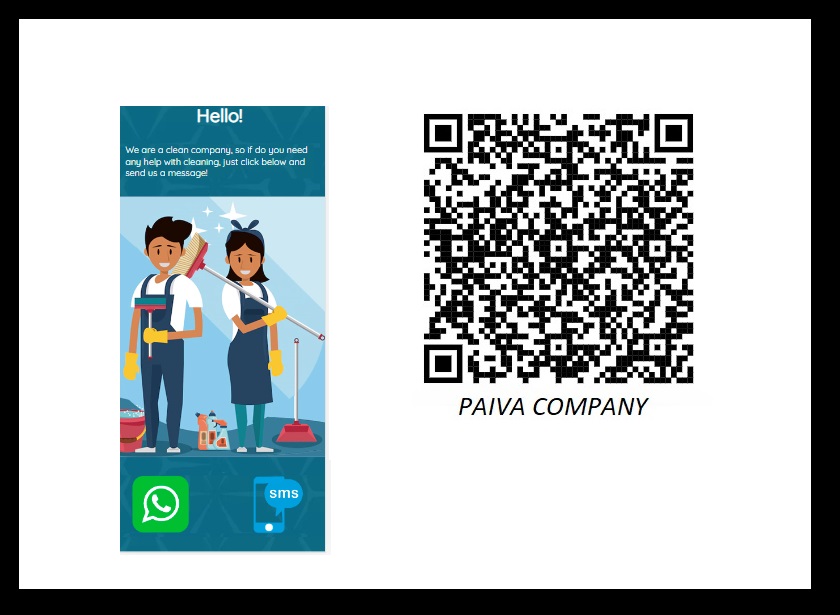 Hello!
We are a clean company, so if do you need
any help with cleaning, just click below and
send us a message!
sms
PAIVA COMPANY